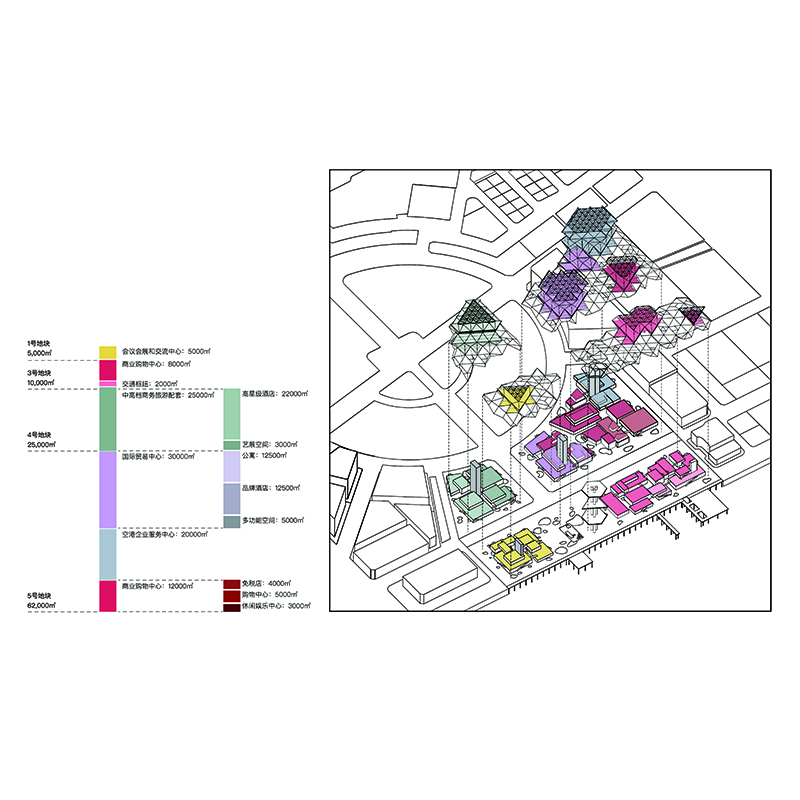 1号地块
5,000㎡
会议会展和交流中心：5000㎡
商业购物中心：8000㎡
3号地块
10,000㎡
交通枢纽：2000㎡
中高档商务旅游配套：25000㎡
高星级酒店：22000㎡
4号地块
25,000㎡
艺展空间：3000㎡
国际贸易中心：30000㎡
公寓：12500㎡
品牌酒店：12500㎡
多功能空间：5000㎡
空港企业服务中心：20000㎡
商业购物中心：12000㎡
免税店：4000㎡
5号地块
62,000㎡
购物中心：5000㎡
休闲娱乐中心：3000㎡